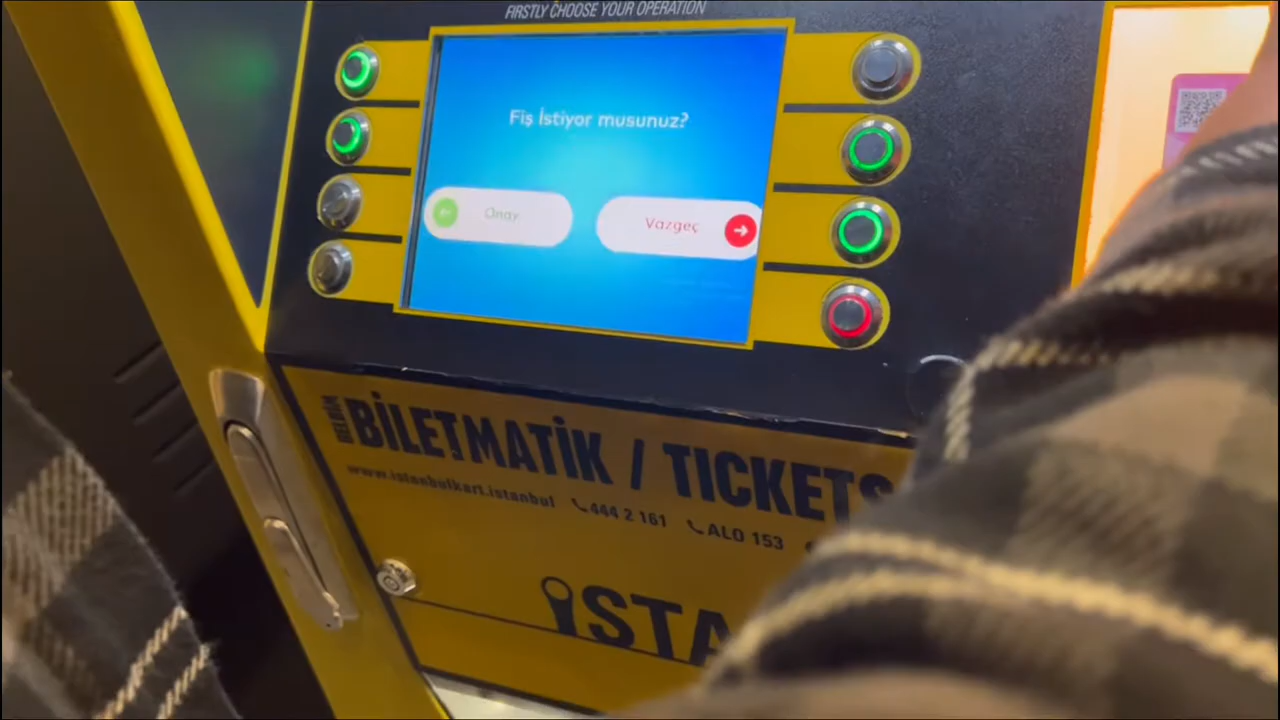 FIRSTLY CHOOSE YOUR OPERATION
Fiş İstiyor musunuz?
Onay
Vazgeç
BELBİM
BİLETMATİK / TICKETS
www.istanbulkart.istanbul 444 2 161 ALO 153
İSTA